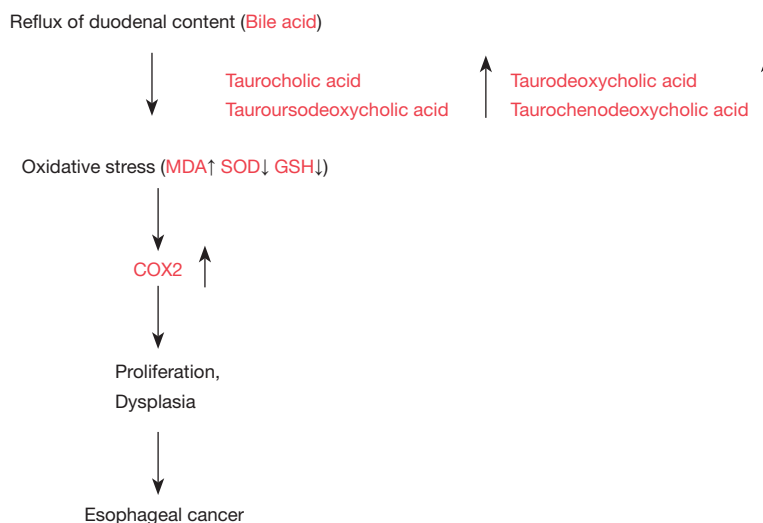 Reflux of duodenal content (Bile acid)
Taurocholic acid
Tauroursodeoxycholic acid
Taurodeoxycholic acid
Taurochenodeoxycholic acid
Oxidative stress (MDA↑ SOD↓ GSH↓)
COX2
Proliferation,
Dysplasia
Esophageal cancer